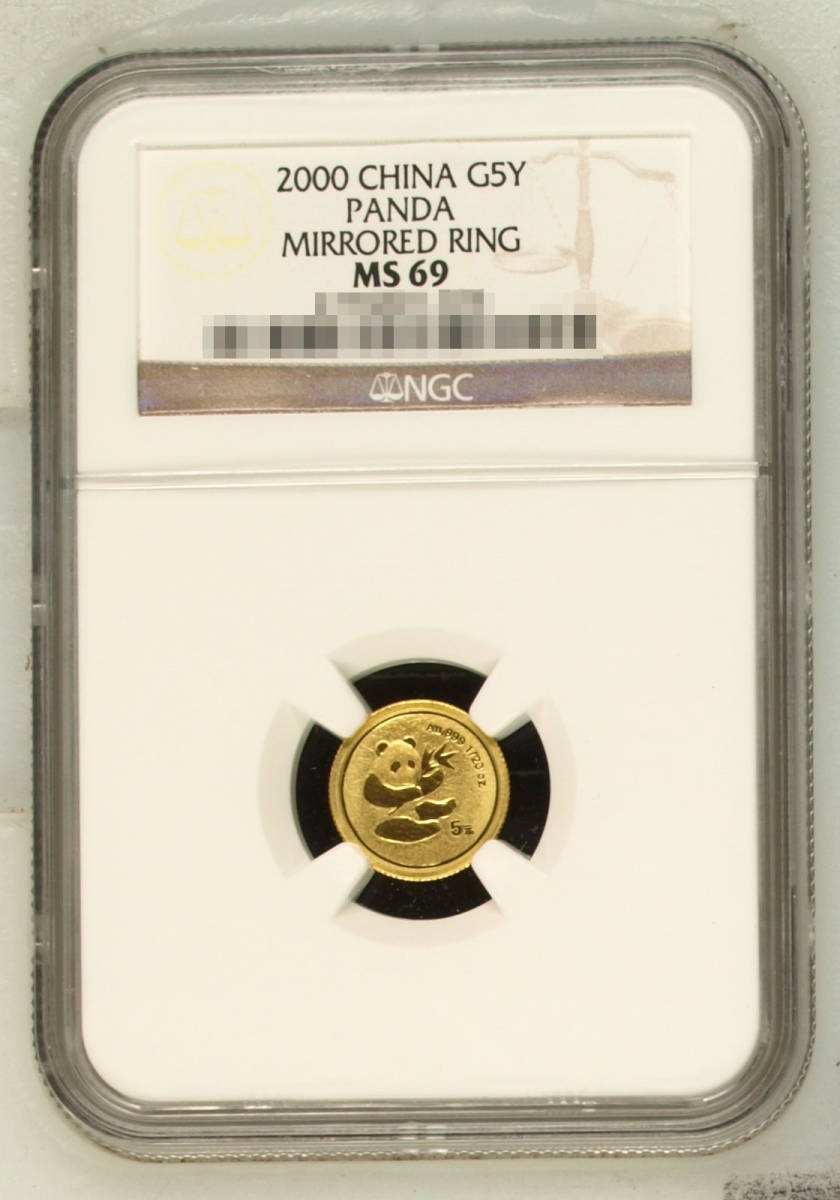 2000 CHINA G5Y
PANDA
MIRRORED RING
MS 69
NGC
Au.999 1/20 oz
5元